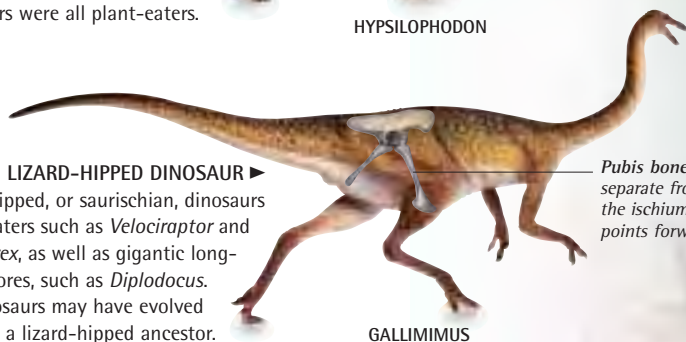 rs were all plant-eaters.
HYPSILOPHODON
LIZARD-HIPPED DINOSAUR ►
ipped, or saurischian, dinosaurs
aters such as Velociraptor and
rex, as well as gigantic long-
ores, such as Diplodocus.
osaurs may have evolved
a lizard-hipped ancestor.
Pubis bone
separate fro
the ischium
points forw
GALLIMIMUS